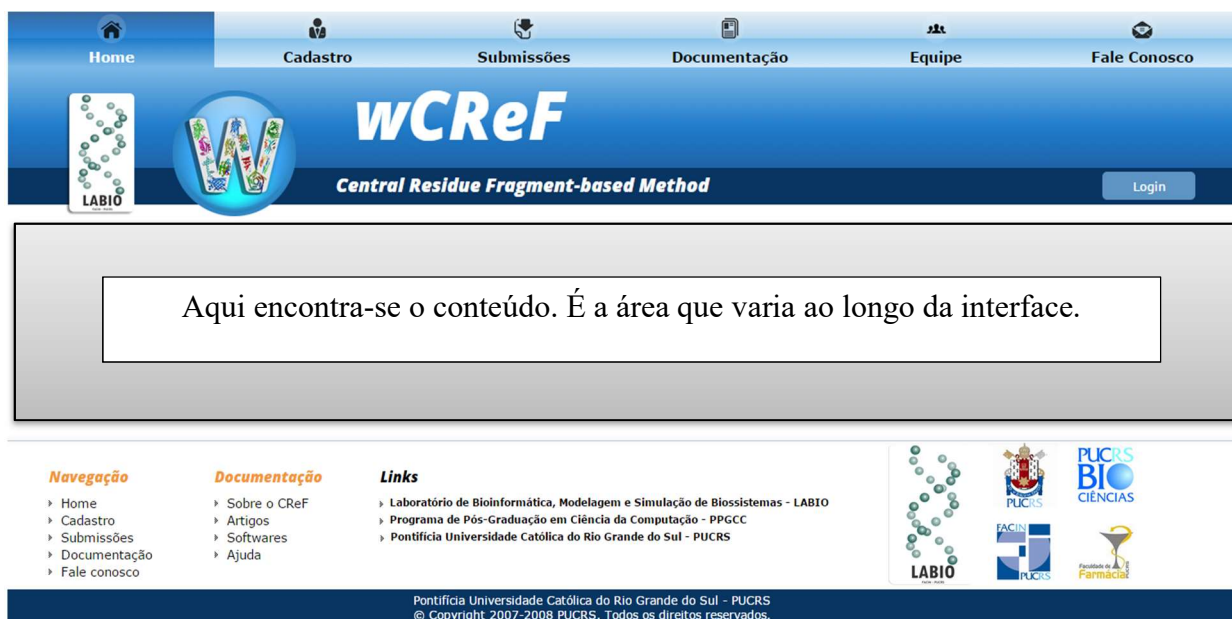 Home
Cadastro
Submissões
Documentação
Equipe
Fale Conosco
wCReF
W
LABIO
Central Residue Fragment-based Method
Login
Aqui encontra-se o conteúdo. É a área que varia ao longo da interface.
Navegação
Home
Cadastro
Submissões
Documentação
Fale conosco
Documentação
Sobre o CReF
Artigos
Softwares
Ajuda
Links
Laboratório de Bioinformática, Modelagem e Simulação de Biossistemas - LABIO
Programa de Pós-Graduação em Ciência da Computação - PPGCC
Pontifícia Universidade Católica do Rio Grande do Sul - PUCRS
LABIO
PUCRS
PUCRS
BIO
CIÊNCIAS
FACIN
PUCRS
Faculdade de
Farmácia
Pontifícia Universidade Católica do Rio Grande do Sul - PUCRS
© Copyright 2007-2008 PUCRS. Todos os direitos reservados.